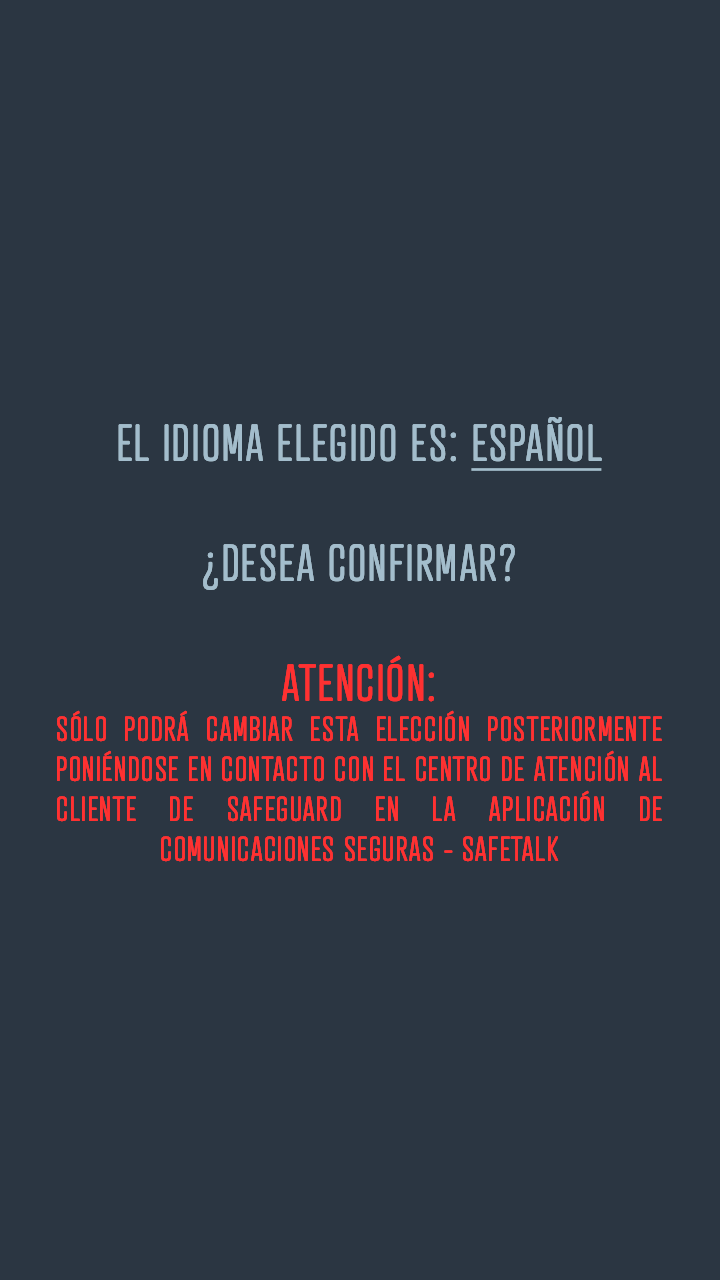 EL IDIOMA ELEGIDO ES: ESPAÑOL
¿DESEA CONFIRMAR?
ATENCIÓN:
SÓLO PODRÁ CAMBIAR ESTA ELECCIÓN POSTERIORMENTE
PONIÉNDOSE EN CONTACTO CON EL CENTRO DE ATENCIÓN AL
CLIENTE DE SAFEGUARD EN LA APLICACIÓN DE
COMUNICACIONES SEGURAS - SAFETALK